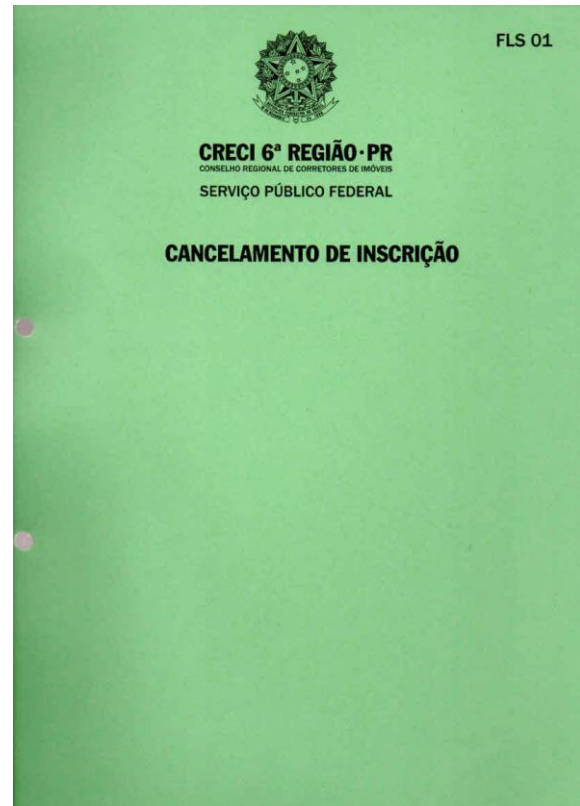 FLS 01
CRECI 6ª REGIÃO·PR
CONSELHO REGIONAL DE CORRETORES DE IMÓVEIS
SERVIÇO PÚBLICO FEDERAL
CANCELAMENTO DE INSCRIÇÃO